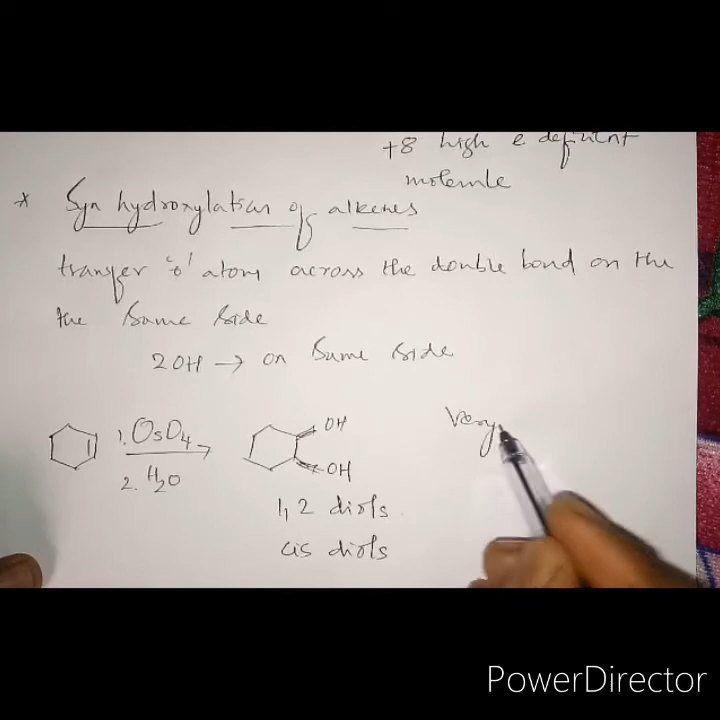 +8 high e deficient
molecule
* Syn hydroxylation of alkenes
transfer 'o' atom across the double bond on the
the same side
2OH → on same side
1. OsO4
2. H2O
OH
OH
1,2 diols
cis diols
Very
PowerDirector